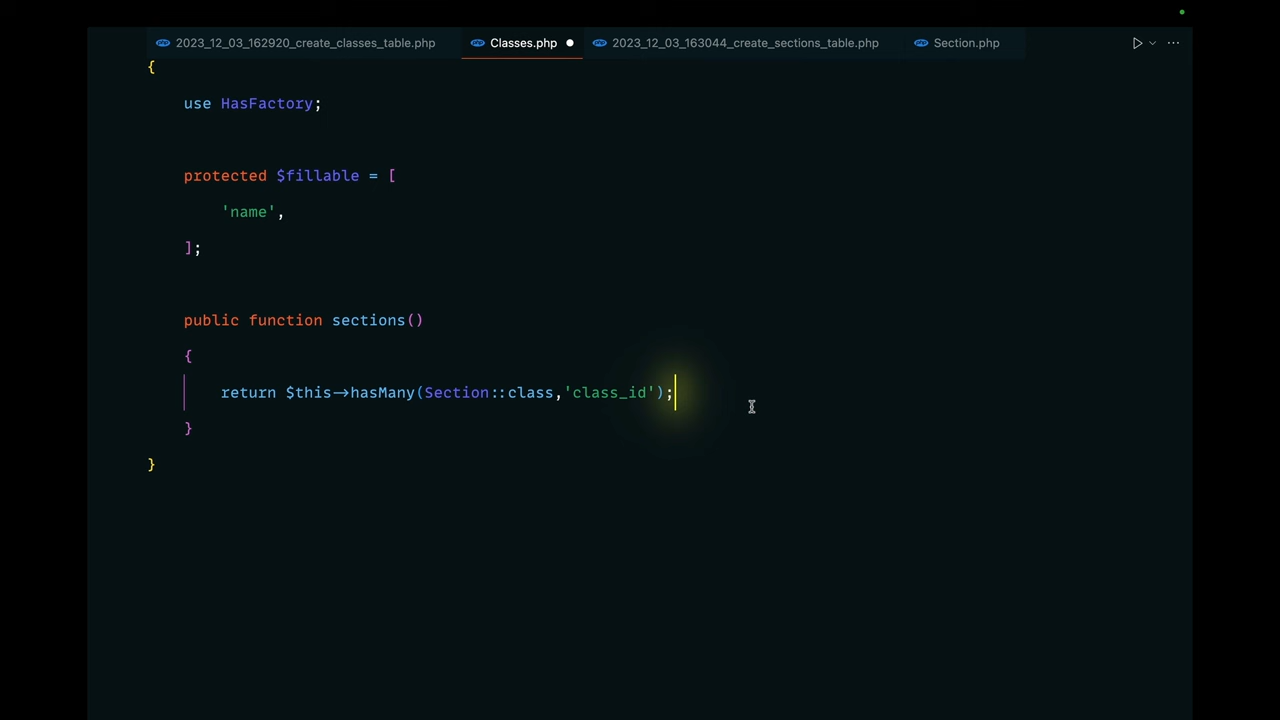 2023_12_03_162920_create_classes_table.php Classes.php 2023_12_03_163044_create_sections_table.php Section.php
{
use HasFactory;
protected $fillable = [
'name',
];
public function sections()
{
return $this->hasMany(Section::class,'class_id');
}
}